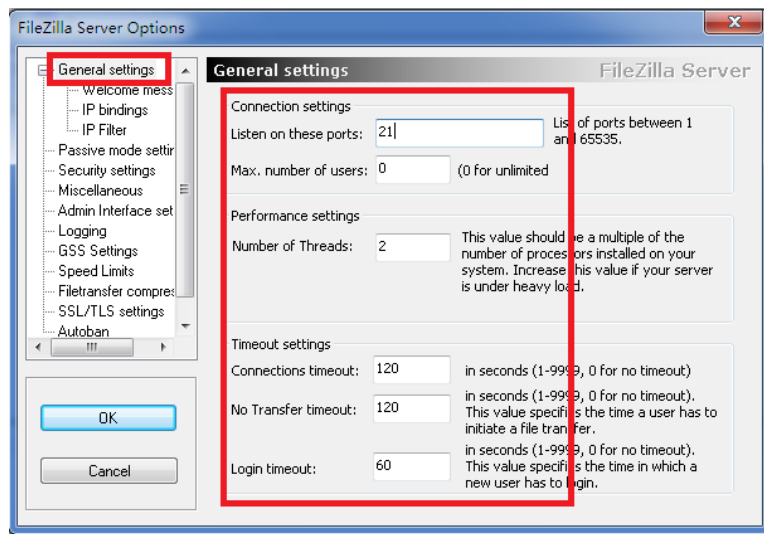 FileZilla Server Options
General settings
Welcome mess
IP bindings
IP Filter
Passive mode settir
Security settings
Miscellaneous
Admin Interface set
Logging
GSS Settings
Speed Limits
Filetransfer compres
SSL/TLS settings
Autoban
OK
Cancel
General settings
FileZilla Server
Connection settings
Listen on these ports: 21 List of ports between 1
and 65535.
Max. number of users: 0 (0 for unlimited
Performance settings
Number of Threads: 2 This value should be a multiple of the
number of processors installed on your
system. Increase this value if your server
is under heavy load.
Timeout settings
Connections timeout: 120 in seconds (1-9999, 0 for no timeout)
No Transfer timeout: 120 in seconds (1-9999, 0 for no timeout).
This value specifies the time a user has to
initiate a file transfer.
Login timeout: 60 in seconds (1-9999, 0 for no timeout).
This value specifies the time in which a
new user has to login.